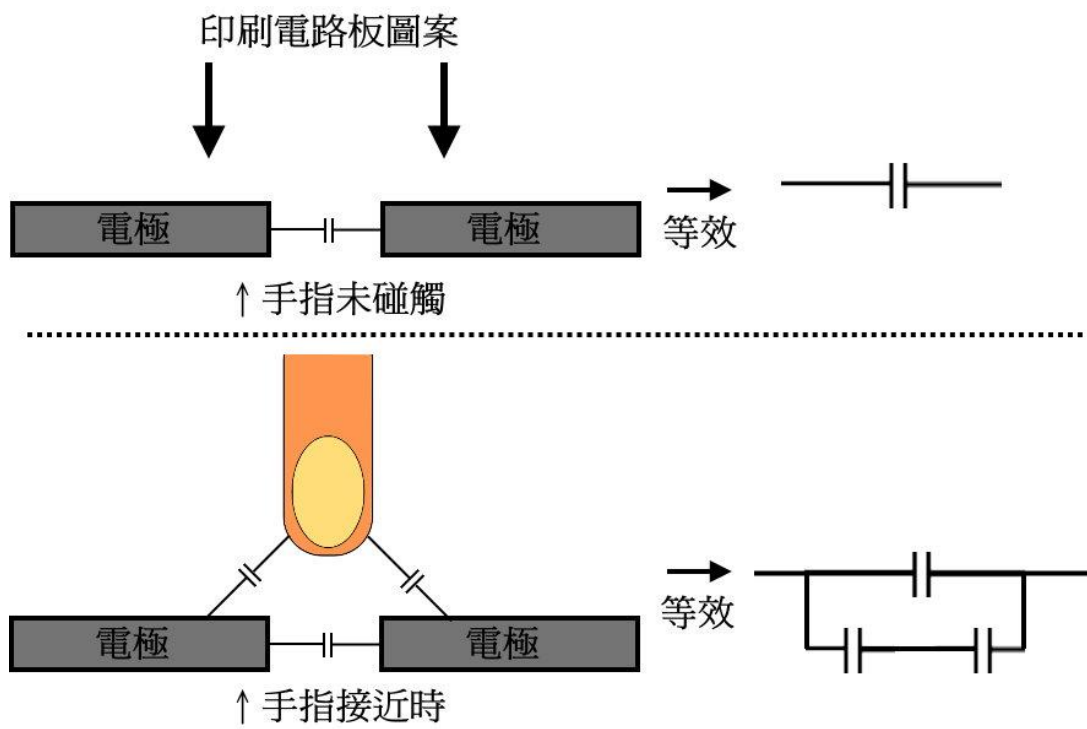 印刷電路板圖案
電極
電極
等效
↑手指未碰觸
電極
電極
等效
↑手指接近時